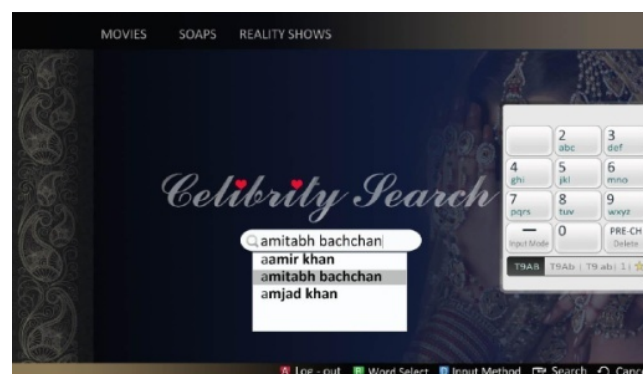 MOVIES SOAPS REALITY SHOWS
Celibrity Search
amitabh bachchan
aamir khan
amitabh bachchan
amjad khan
2 abc 3 def
4 ghi 5 jkl 6 mno
7 pqrs 8 tuv 9 wxyz
Input Mode 0 PRE-CH Delete
T9AB T9Ab T9 ab
A Log - out B Word Select D Input Method Search Cance